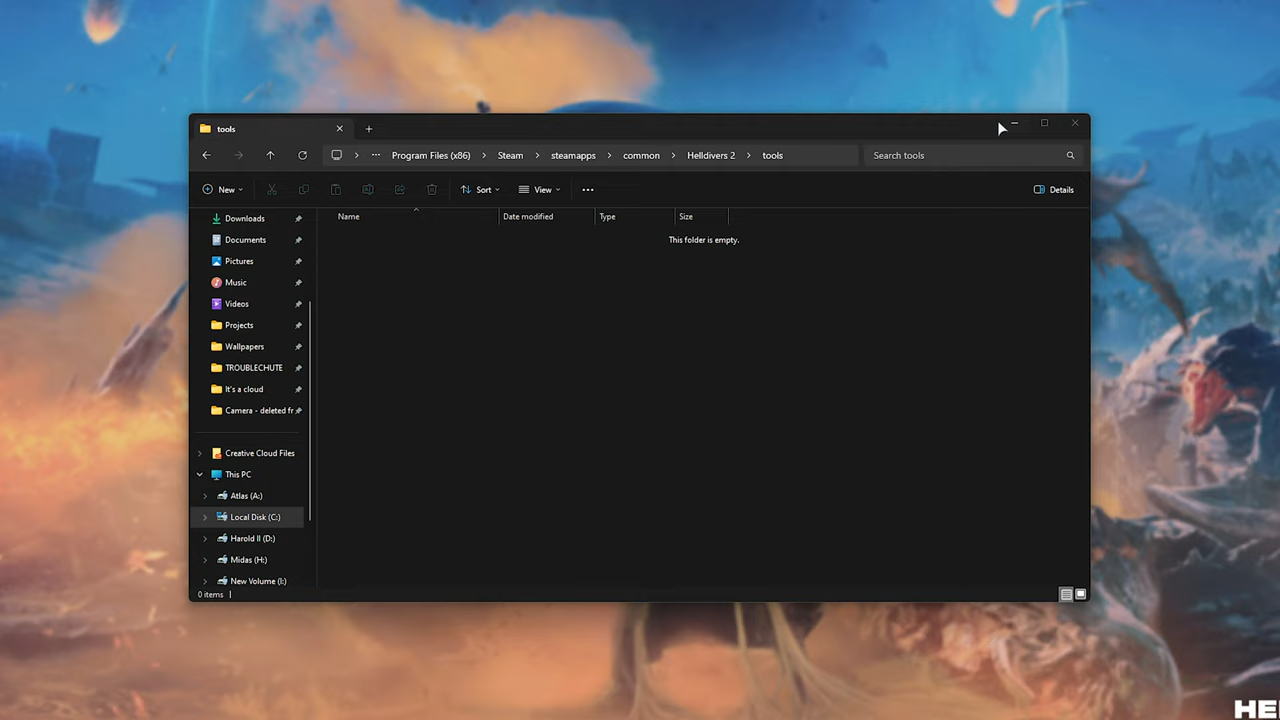 tools
Program Files (x86) Steam steamapps common Helldivers 2 tools
Search tools
New
Sort
View
Details
Name
Date modified
Type
Size
This folder is empty.
Downloads
Documents
Pictures
Music
Videos
Projects
Wallpapers
TROUBLECHUTE
It's a cloud
Camera - deleted fr
Creative Cloud Files
This PC
Atlas (A:)
Local Disk (C:)
Harold II (D:)
Midas (H:)
New Volume (I:)
0 items
HE